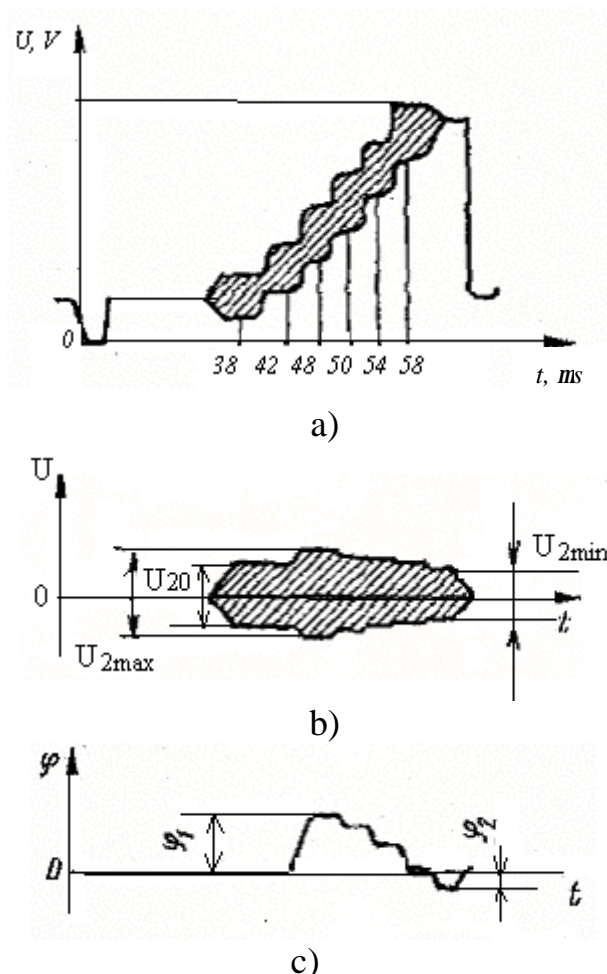 U, V
0
38 42 48 50 54 58
t, ms
a)
U
U2min
U20
0
t
U2max
b)
φ
φ1
φ2
0
t
c)